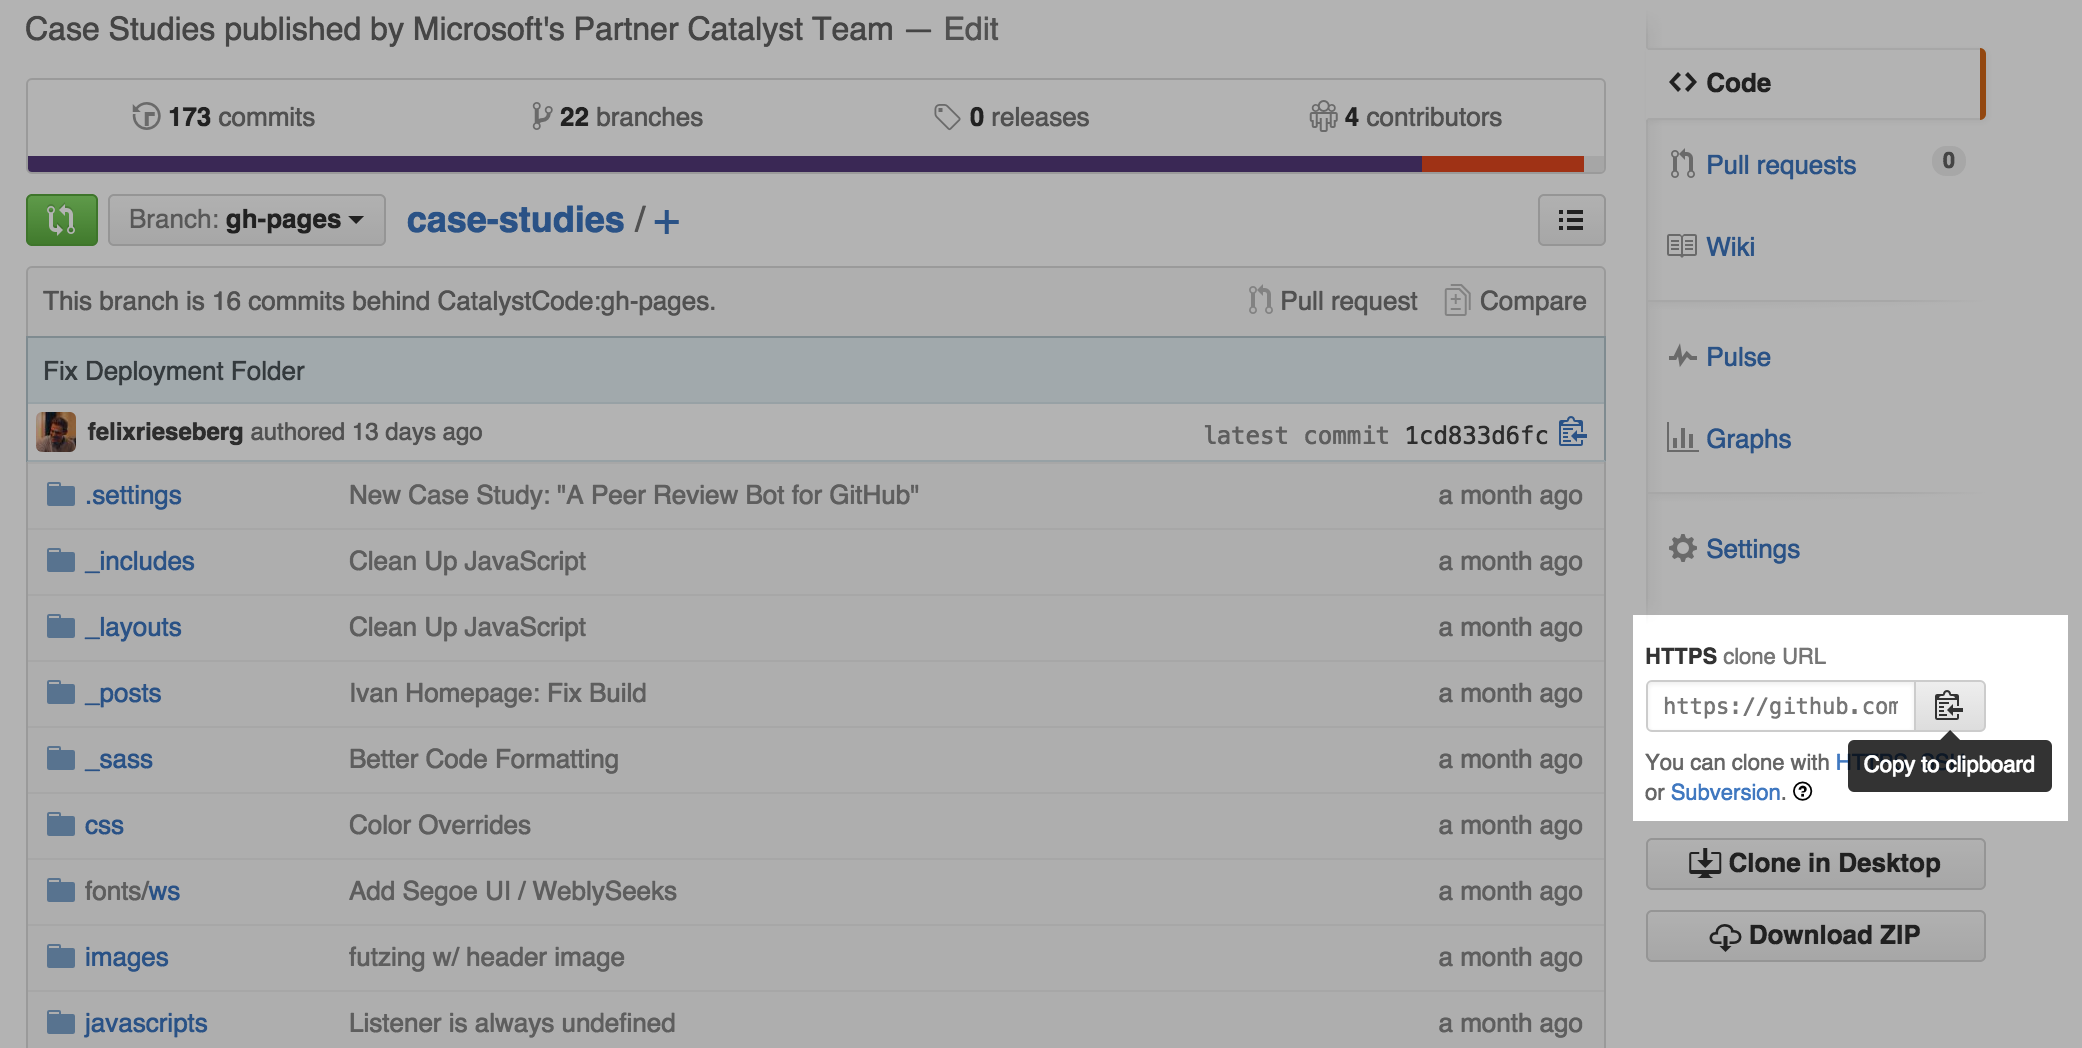 Case Studies published by Microsoft's Partner Catalyst Team — Edit
173 commits
22 branches
0 releases
4 contributors
Branch: gh-pages
case-studies / +
This branch is 16 commits behind CatalystCode:gh-pages.
Pull request
Compare
Fix Deployment Folder
felixrieseberg authored 13 days ago
latest commit 1cd833d6fc
.settings New Case Study: "A Peer Review Bot for GitHub" a month ago
_includes Clean Up JavaScript a month ago
_layouts Clean Up JavaScript a month ago
_posts Ivan Homepage: Fix Build a month ago
_sass Better Code Formatting a month ago
css Color Overrides a month ago
fonts/ws Add Segoe UI / WeblySeeks a month ago
images futzing w/ header image a month ago
javascripts Listener is always undefined a month ago
Code
Pull requests 0
Wiki
Pulse
Graphs
Settings
HTTPS clone URL
https://github.com
Copy to clipboard
You can clone with
or Subversion.
Clone in Desktop
Download ZIP